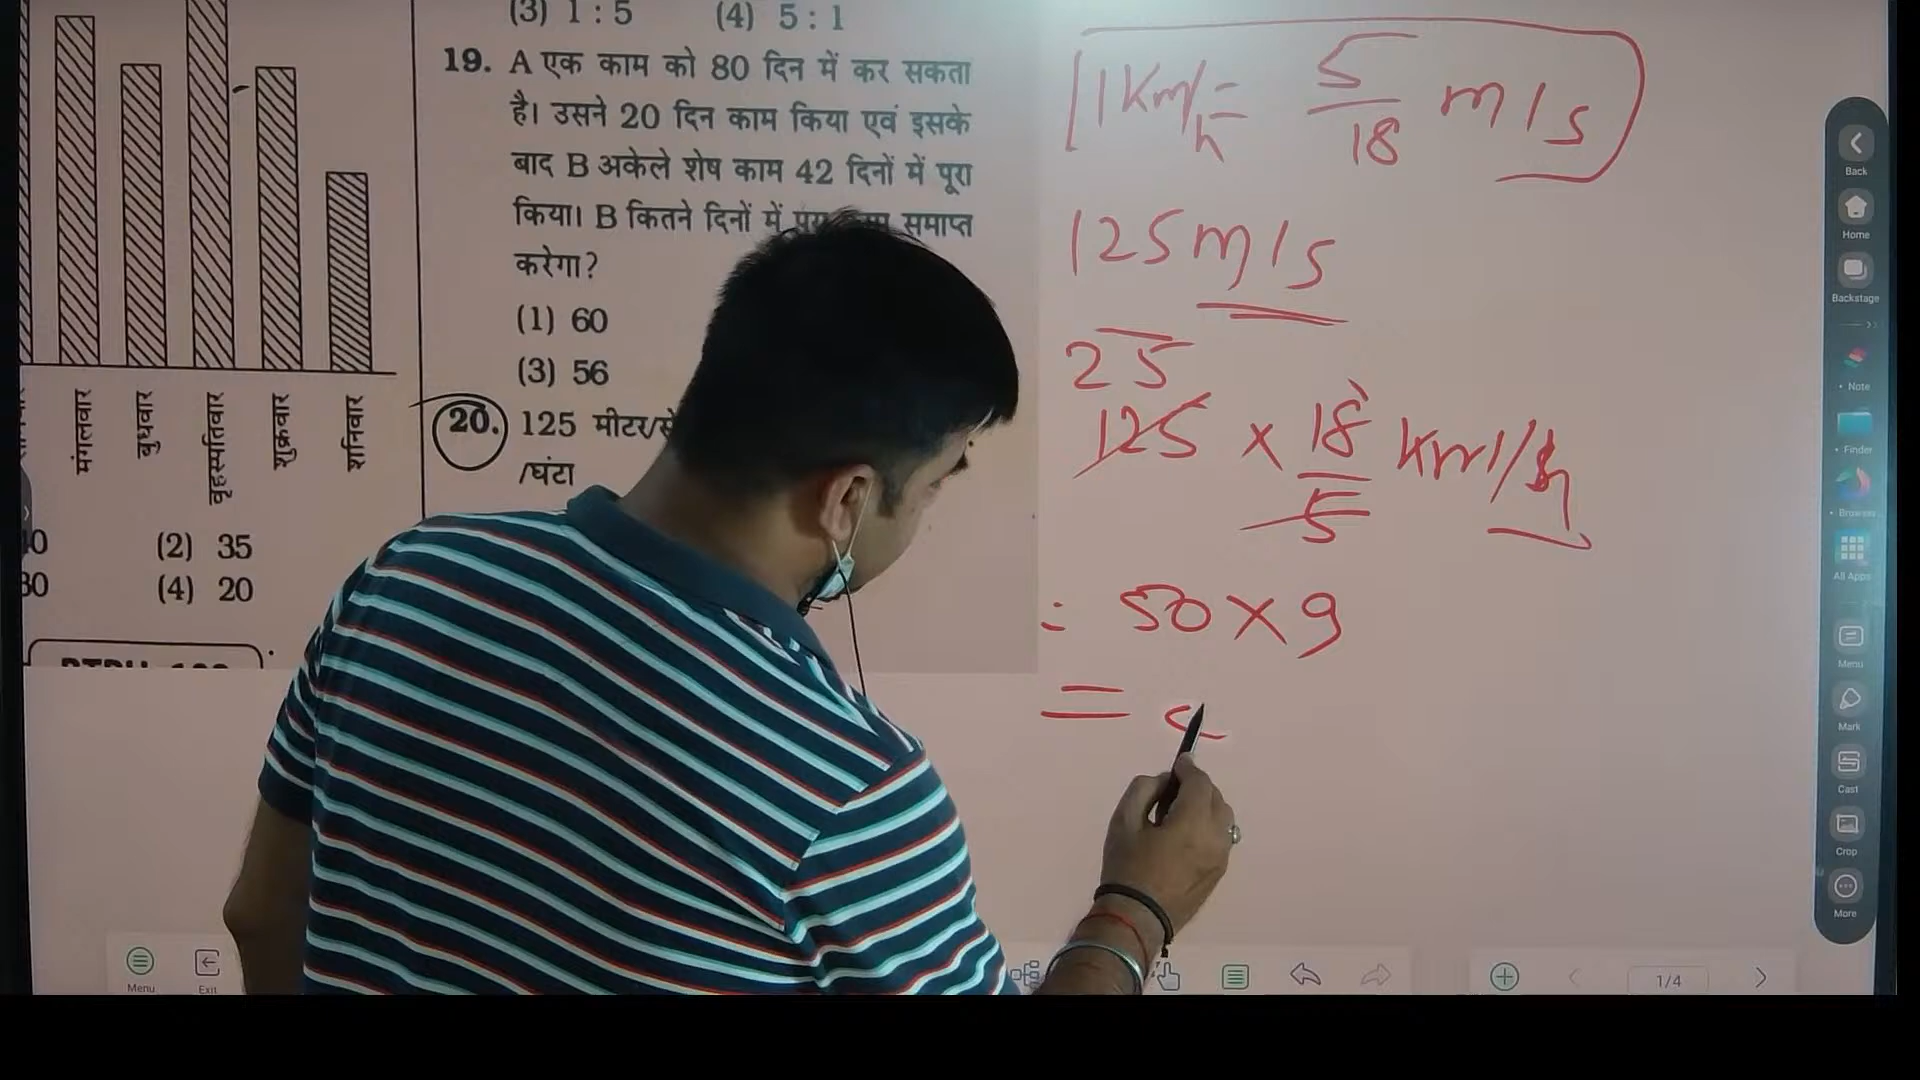 (3) 1 : 5 (4) 5 : 1
19. A एक काम को 80 दिन में कर सकता
है। उसने 20 दिन काम किया एवं इसके
बाद B अकेले शेष काम 42 दिनों में पूरा
किया। B कितने दिनों में समाप्त
करेगा?
(1) 60
(3) 56
20. 125 मीटर/से
/घंटा
मंगलवार
बुधवार
वृहस्पतिवार
शुक्रवार
शनिवार
(2) 35
(4) 20
1Km/h = 5/18 m/s
125 m/s
25
125 × 18/5 Km/h
= 50 × 9
=
Back
Home
Backstage
Note
Finder
Browser
All Apps
Menu
Mark
Cast
Crop
More
Menu
Exit
1/4